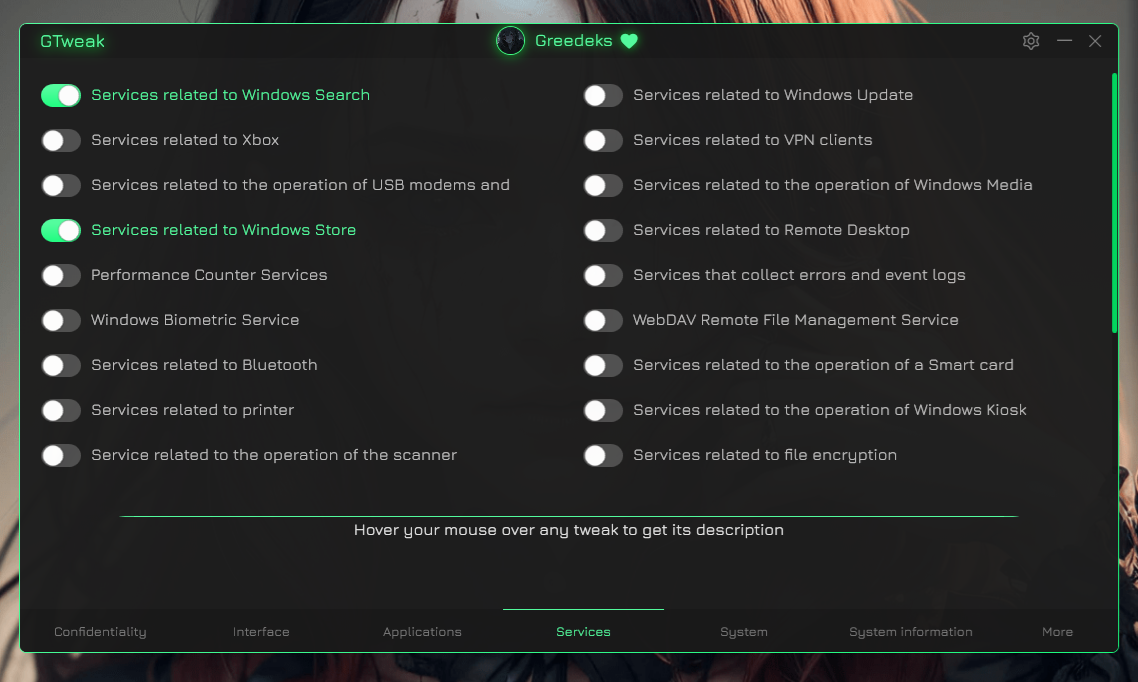 GTweak
Greedeks
Services related to Windows Search
Services related to Windows Update
Services related to Xbox
Services related to VPN clients
Services related to the operation of USB modems and
Services related to the operation of Windows Media
Services related to Windows Store
Services related to Remote Desktop
Performance Counter Services
Services that collect errors and event logs
Windows Biometric Service
WebDAV Remote File Management Service
Services related to Bluetooth
Services related to the operation of a Smart card
Services related to printer
Services related to the operation of Windows Kiosk
Service related to the operation of the scanner
Services related to file encryption
Hover your mouse over any tweak to get its description
Confidentiality
Interface
Applications
Services
System
System information
More